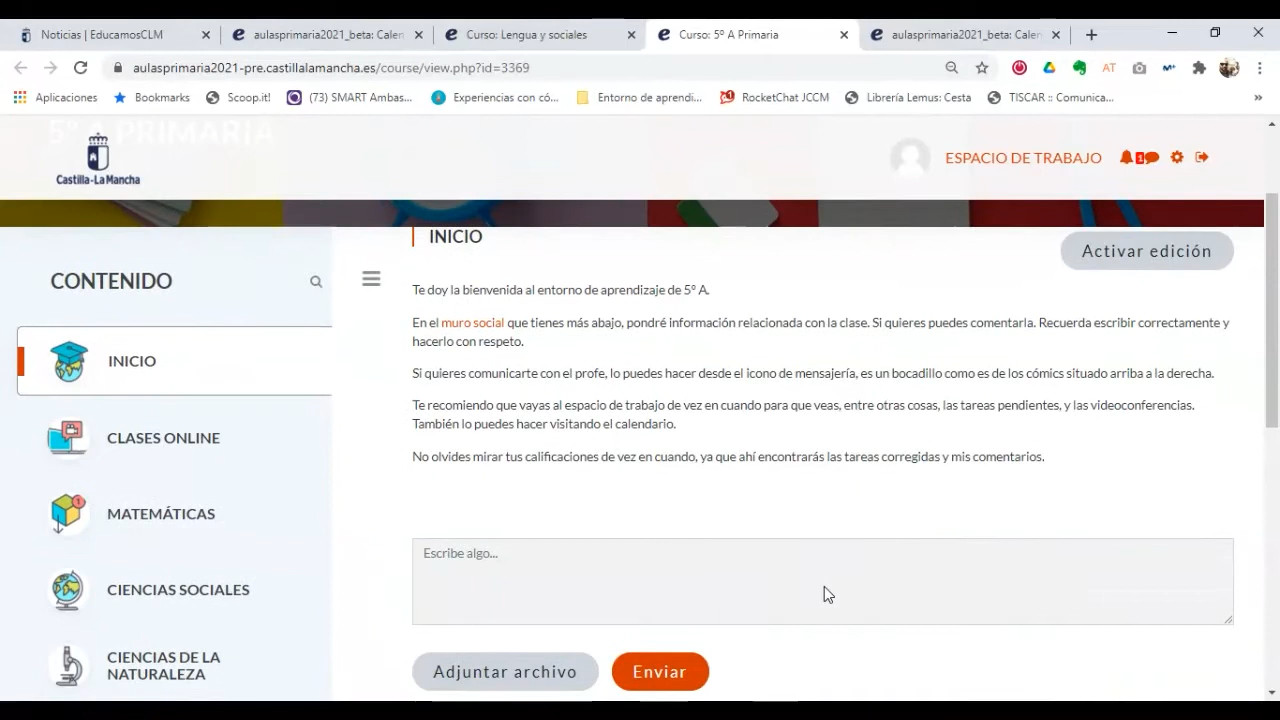 Noticias | EducamosCLM
aulasprimaria2021_beta: Calen
Curso: Lengua y sociales
Curso: 5º A Primaria
aulasprimaria2021_beta: Calen
aulasprimaria2021-pre.castillalamancha.es/course/view.php?id=3369
AT
M+
Aplicaciones
Bookmarks
Scoop.it!
(73) SMART Ambas...
Experiencias con có...
Entorno de aprendi...
RocketChat JCCM
Librería Lemus: Cesta
TISCAR :: Comunica...
5º A PRIMARIA
Castilla-La Mancha
ESPACIO DE TRABAJO
INICIO
Activar edición
CONTENIDO
INICIO
CLASES ONLINE
MATEMÁTICAS
CIENCIAS SOCIALES
CIENCIAS DE LA
NATURALEZA
Te doy la bienvenida al entorno de aprendizaje de 5º A.
En el muro social que tienes más abajo, pondré información relacionada con la clase. Si quieres puedes comentarla. Recuerda escribir correctamente y
hacerlo con respeto.
Si quieres comunicarte con el profe, lo puedes hacer desde el icono de mensajería, es un bocadillo como es de los cómics situado arriba a la derecha.
Te recomiendo que vayas al espacio de trabajo de vez en cuando para que veas, entre otras cosas, las tareas pendientes, y las videoconferencias.
También lo puedes hacer visitando el calendario.
No olvides mirar tus calificaciones de vez en cuando, ya que ahí encontrarás las tareas corregidas y mis comentarios.
Escribe algo...
Adjuntar archivo
Enviar